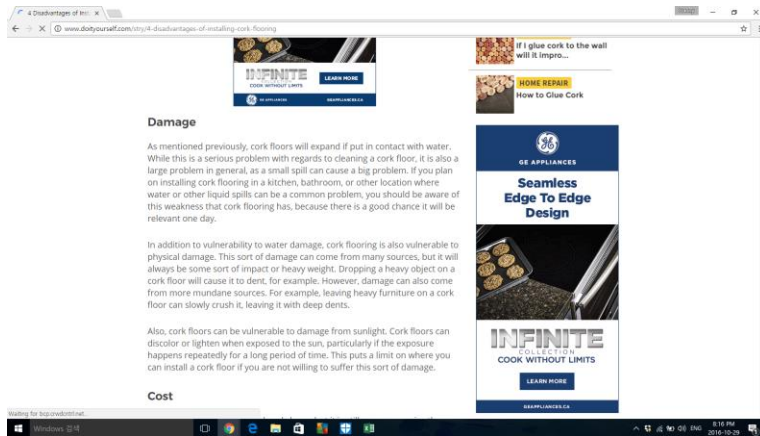 4 Disadvantages of Inst
www.doityourself.com/stry/4-disadvantages-of-installing-cork-flooring
INFINITE
COLLECTION
COOK WITHOUT LIMITS
LEARN MORE
GE APPLIANCES
GEAPPLIANCES.CA
If I glue cork to the wall
will it impro...
HOME REPAIR
How to Glue Cork
Damage
As mentioned previously, cork floors will expand if put in contact with water.
While this is a serious problem with regards to cleaning a cork floor, it is also a
large problem in general, as a small spill can cause a big problem. If you plan
on installing cork flooring in a kitchen, bathroom, or other location where
water or other liquid spills can be a common problem, you should be aware of
this weakness that cork flooring has, because there is a good chance it will be
relevant one day.
In addition to vulnerability to water damage, cork flooring is also vulnerable to
physical damage. This sort of damage can come from many sources, but it will
always be some sort of impact or heavy weight. Dropping a heavy object on a
cork floor will cause it to dent, for example. However, damage can also come
from more mundane sources. For example, leaving heavy furniture on a cork
floor can slowly crush it, leaving it with deep dents.
Also, cork floors can be vulnerable to damage from sunlight. Cork floors can
discolor or lighten when exposed to the sun, particularly if the exposure
happens repeatedly for a long period of time. This puts a limit on where you
can install a cork floor if you are not willing to suffer this sort of damage.
Cost
GE APPLIANCES
Seamless
Edge To Edge
Design
INFINITE
COLLECTION
COOK WITHOUT LIMITS
LEARN MORE
GEAPPLIANCES.CA
Waiting for bcp.crwdcntrl.net...
Windows 검색
ENG
8:16 PM
2016-10-29